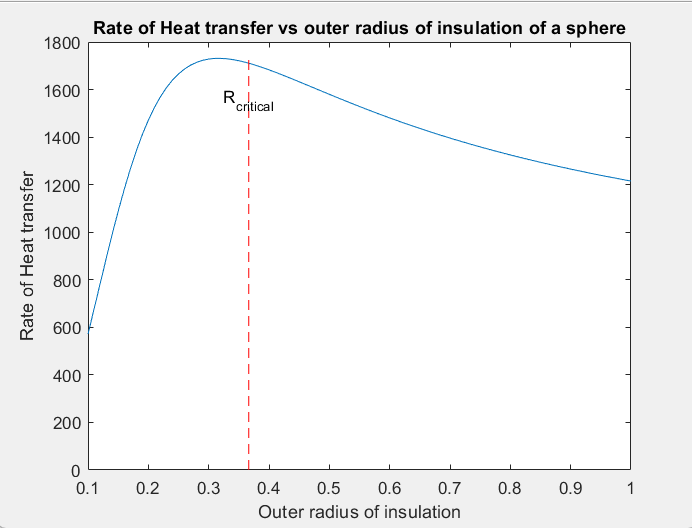 Rate of Heat transfer vs outer radius of insulation of a sphere
1800
1600
1400
1200
1000
800
600
400
200
0
Rate of Heat transfer
Rcritical
0.1 0.2 0.3 0.4 0.5 0.6 0.7 0.8 0.9 1
Outer radius of insulation